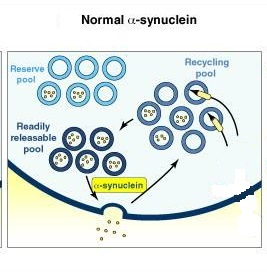 Normal α-synuclein
Reserve
pool
Recycling
pool
Readily
releasable
pool
α-synuclein